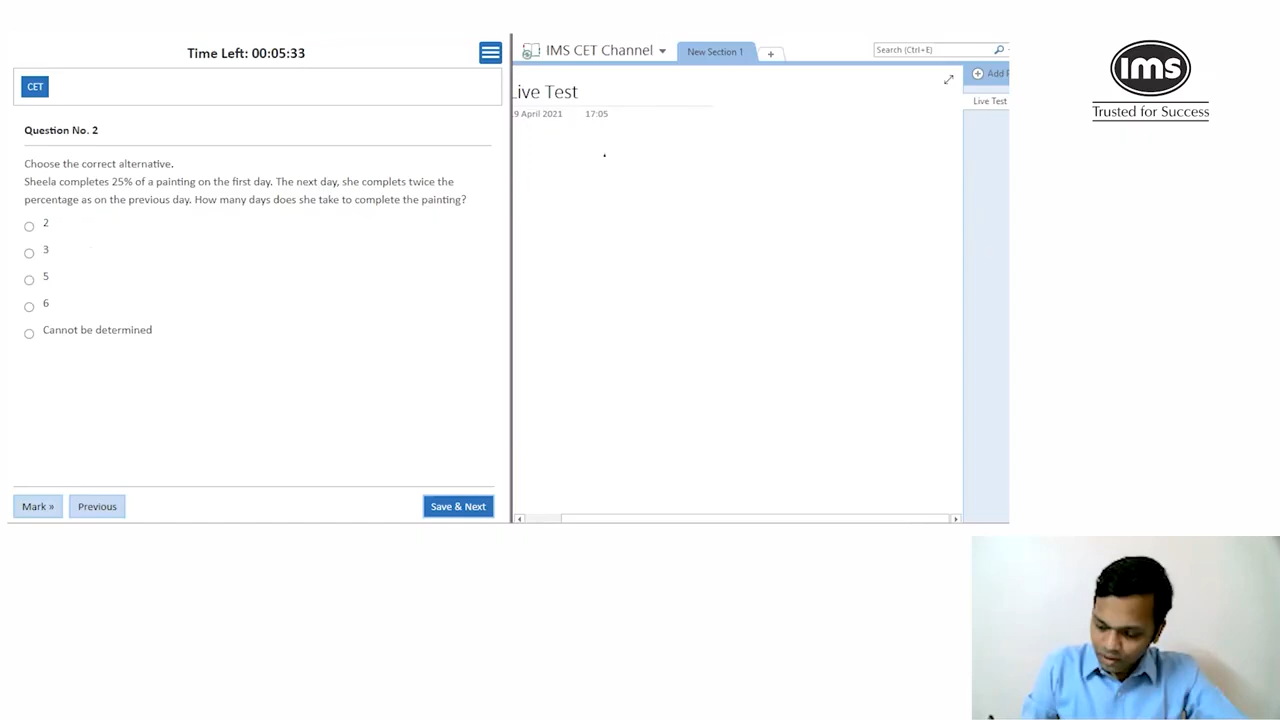 Time Left: 00:05:33
CET
Question No. 2
Choose the correct alternative.
Sheela completes 25% of a painting on the first day. The next day, she complets twice the
percentage as on the previous day. How many days does she take to complete the painting?
2
3
5
6
Cannot be determined
Mark »
Previous
Save & Next
IMS CET Channel
New Section 1
Search (Ctrl+E)
Add
Live Test
9 April 2021
17:05
Live Test
ims
Trusted for Success